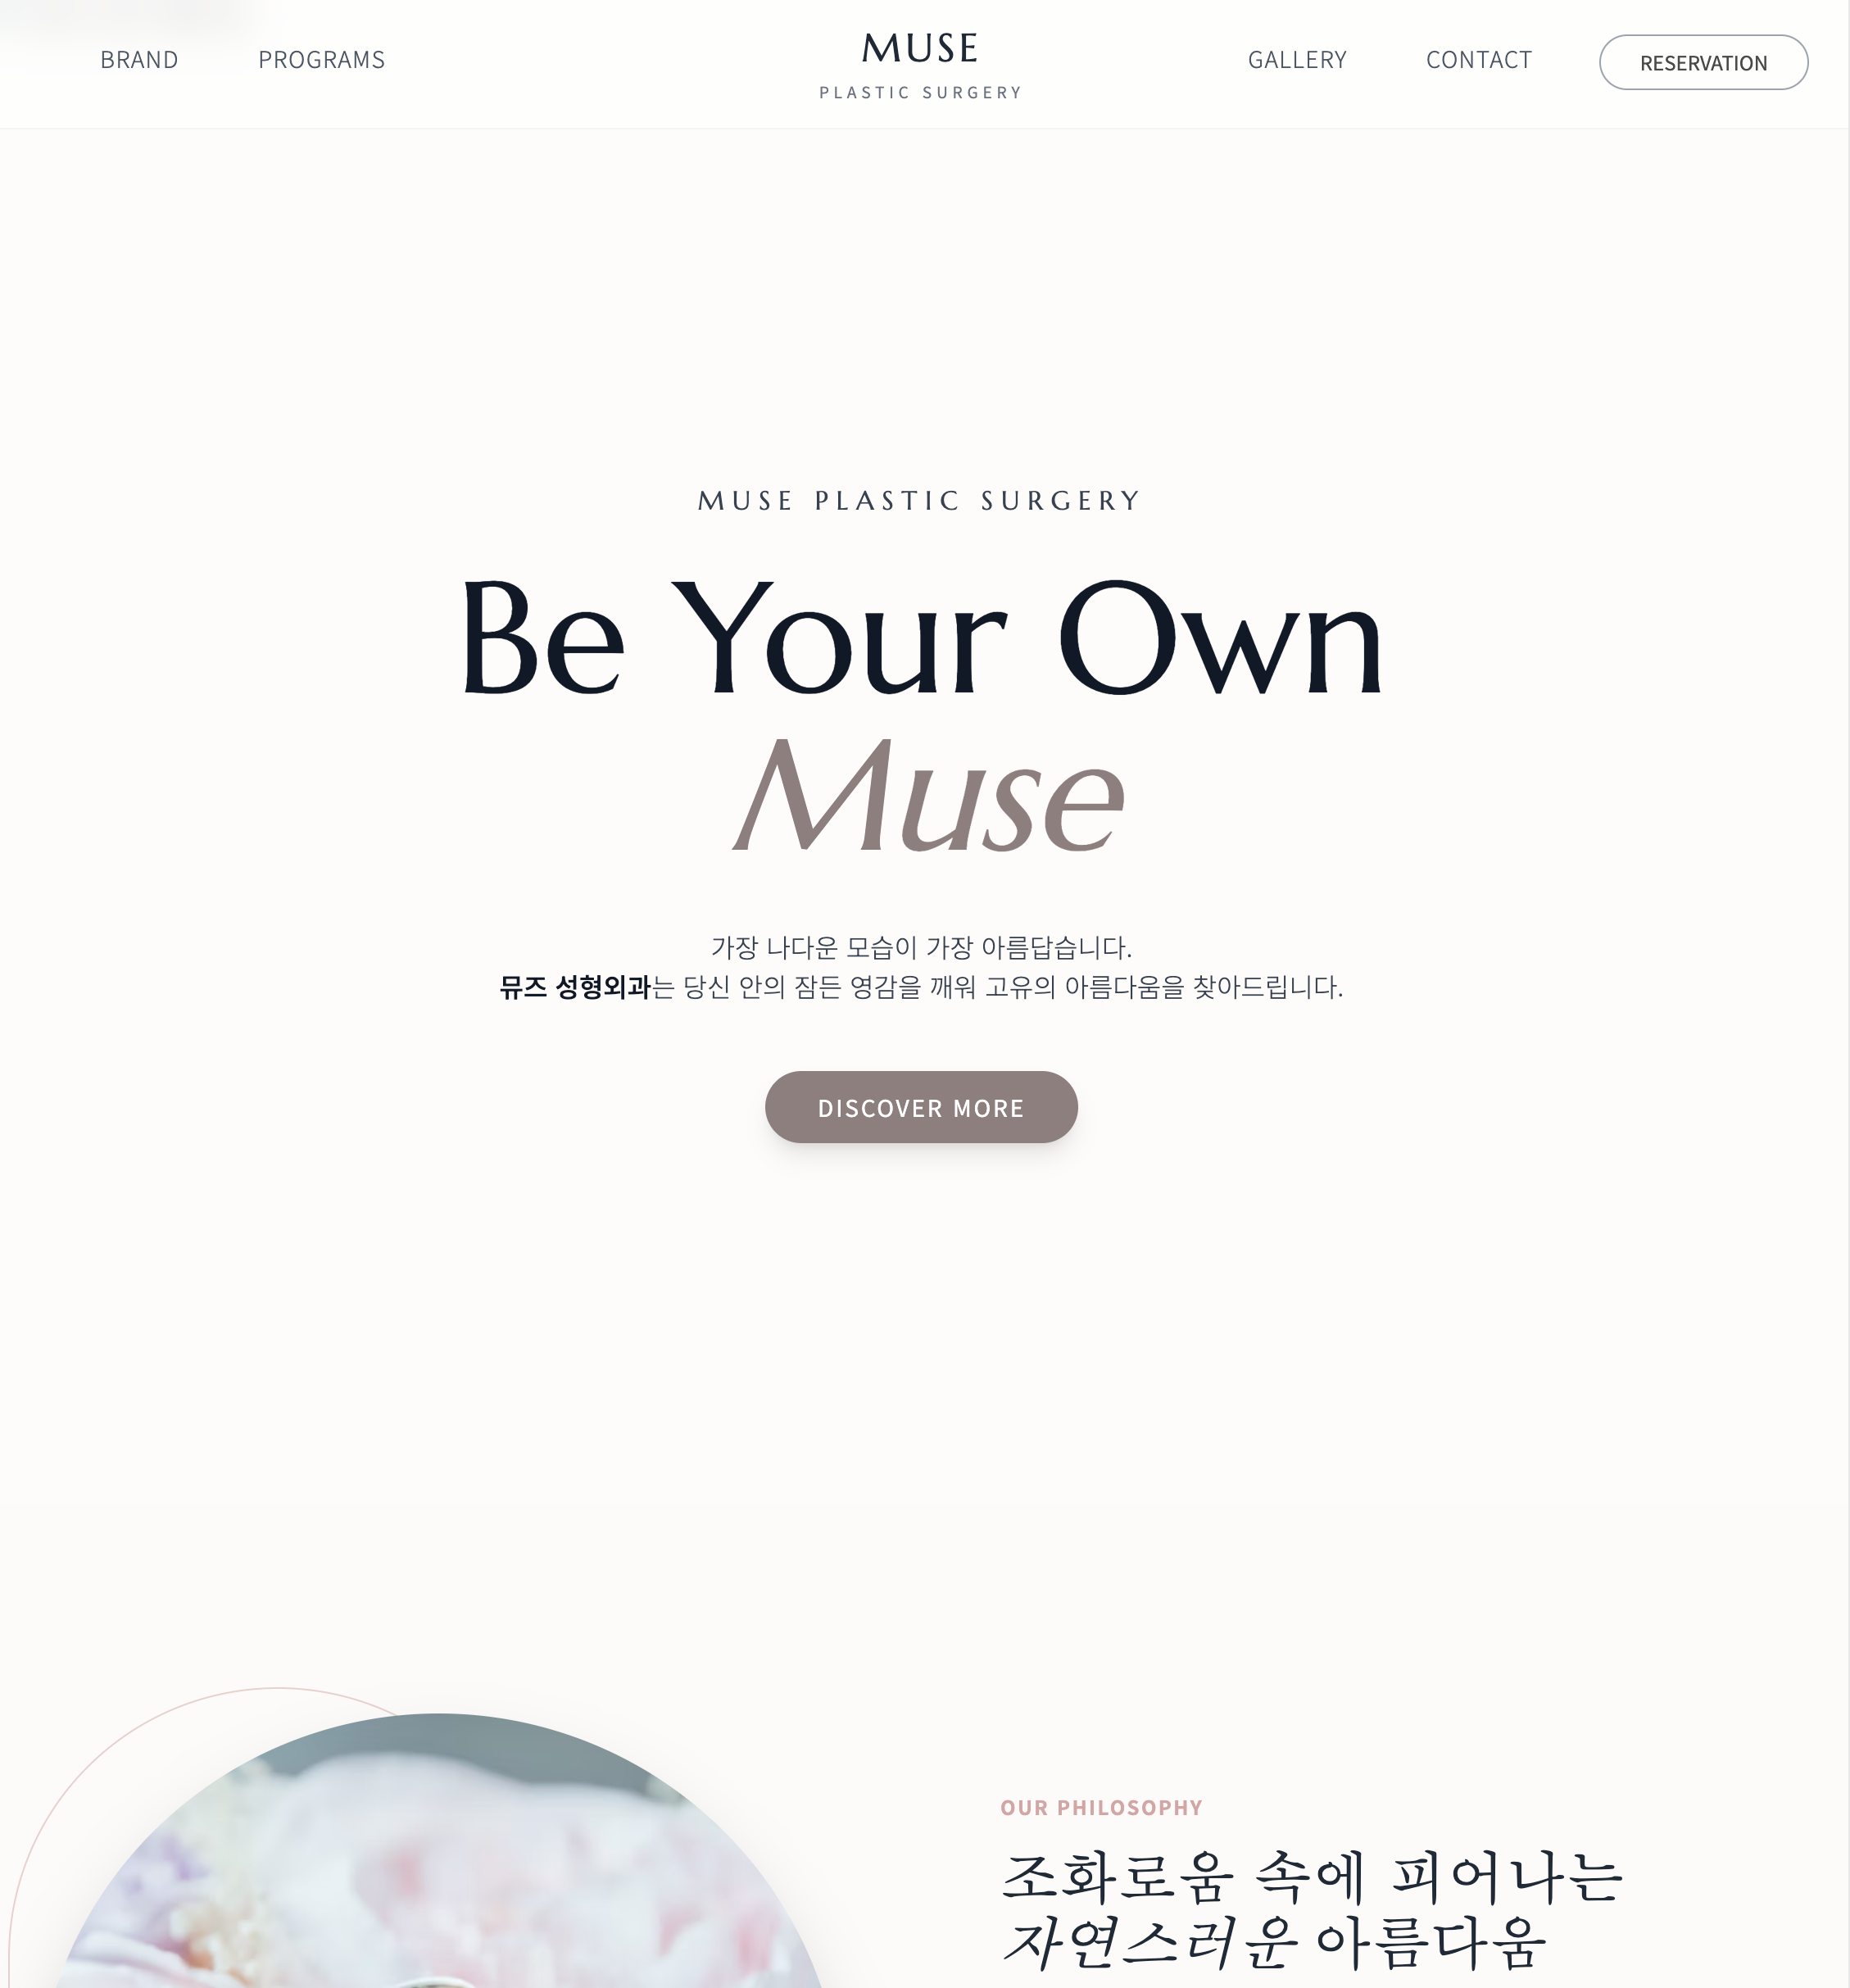 BRAND
PROGRAMS
MUSE
PLASTIC SURGERY
GALLERY
CONTACT
RESERVATION
MUSE PLASTIC SURGERY
Be Your Own
Muse
가장 나다운 모습이 가장 아름답습니다.
뮤즈 성형외과는 당신 안의 잠든 영감을 깨워 고유의 아름다움을 찾아드립니다.
DISCOVER MORE
OUR PHILOSOPHY
조화로움 속에 피어나는
자연스러운 아름다움